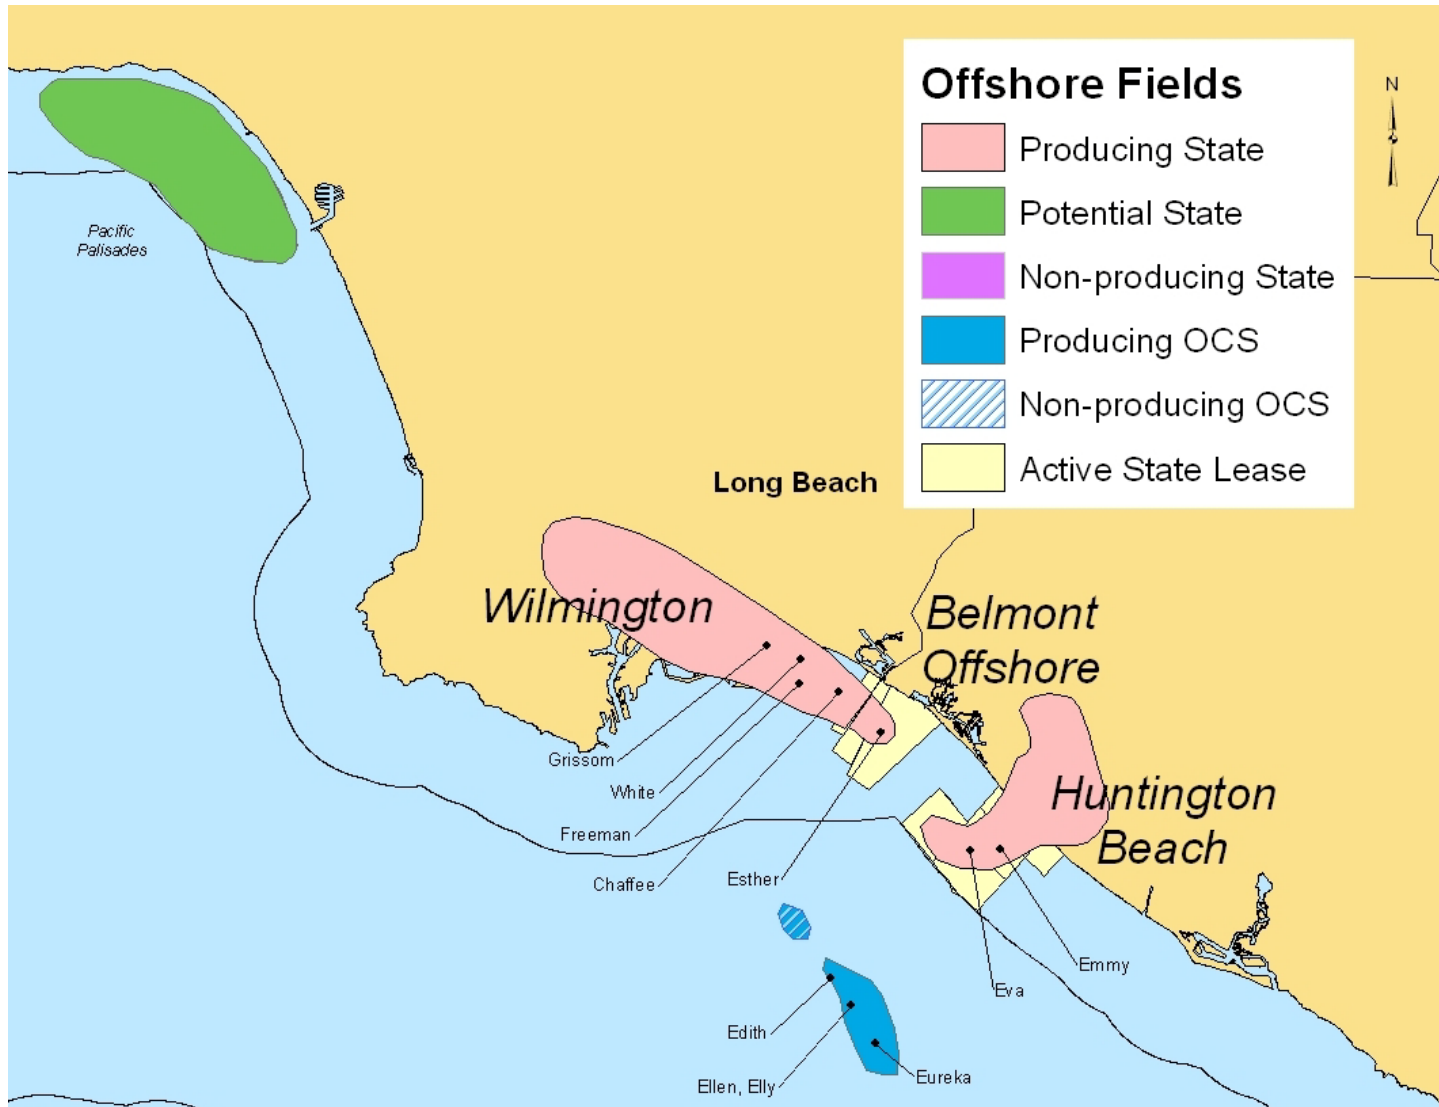 Offshore Fields
Producing State
Potential State
Non-producing State
Producing OCS
Non-producing OCS
Active State Lease
N
Pacific
Palisades
Long Beach
Wilmington
Belmont
Offshore
Huntington
Beach
Grissom
White
Freeman
Chaffee
Esther
Emmy
Eva
Edith
Ellen, Elly
Eureka